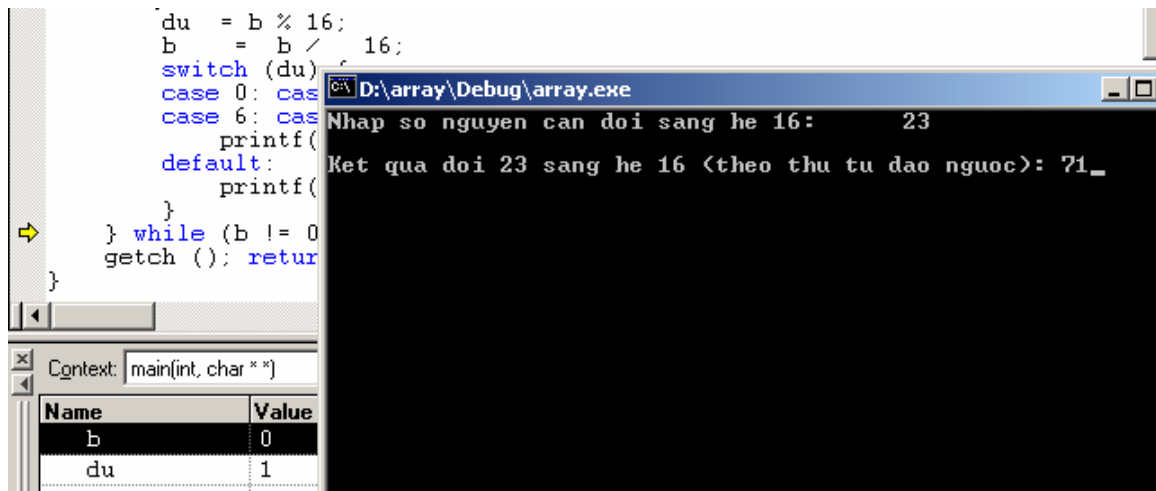 du = b % 16;
b = b / 16;
switch (du) {
case 0: cas
case 6: cas
printf(
default:
printf(
}
} while (b != 0
getch (); retur
}
D:\array\Debug\array.exe
Nhap so nguyen can doi sang he 16: 23
Ket qua doi 23 sang he 16 (theo thu tu dao nguoc): 71_
Context: main(int, char * *)
Name Value
b 0
du 1